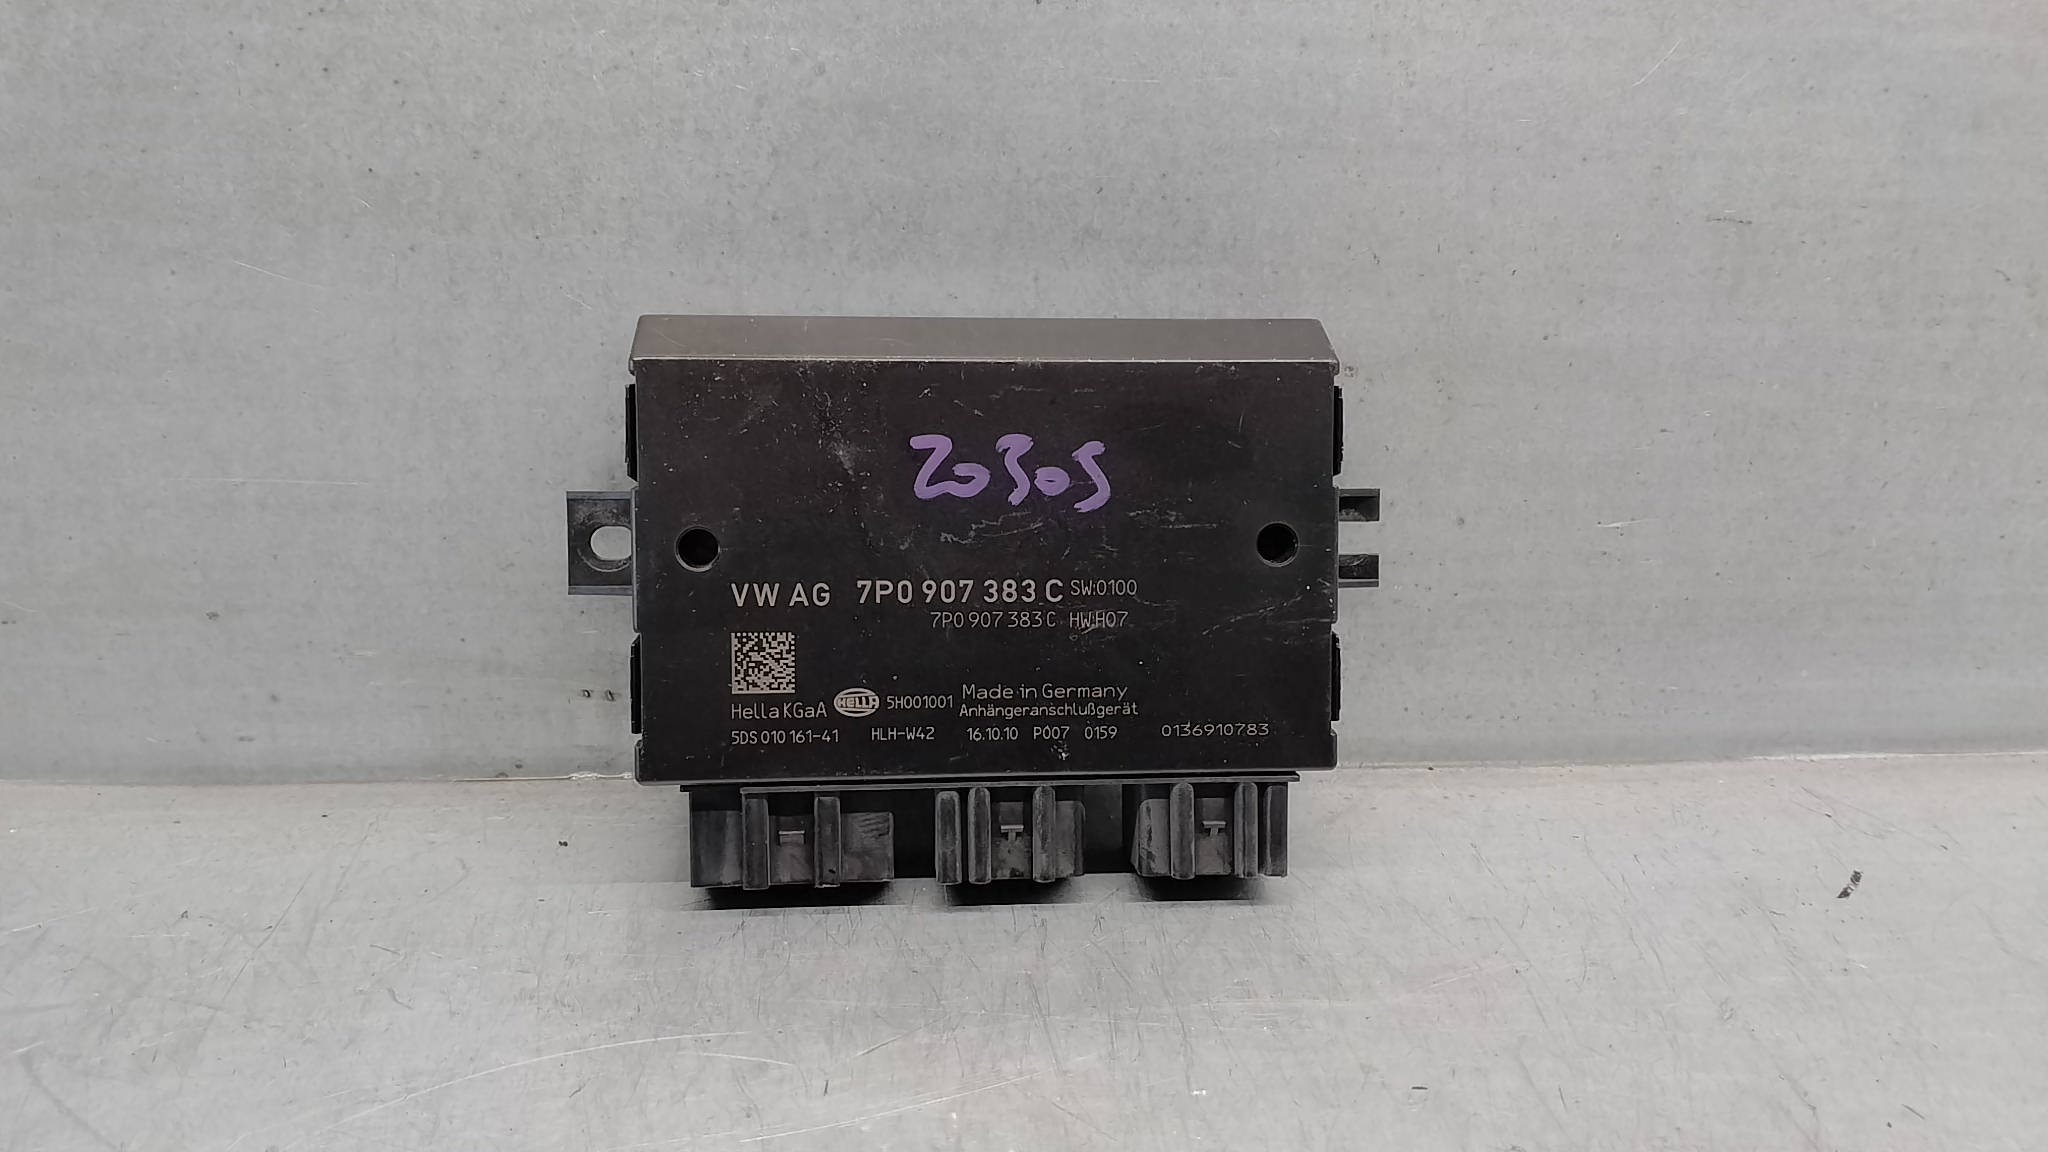 20305
VW AG 7P0 907 383 C SW:0100
7P0 907 383 C HW:H07
Hella KGaA HELLA 5H001001 Made in Germany
Anhängeranschlußgerät
5DS 010 161-41 HLH-W42 16.10.10 P007 0159 0136910783